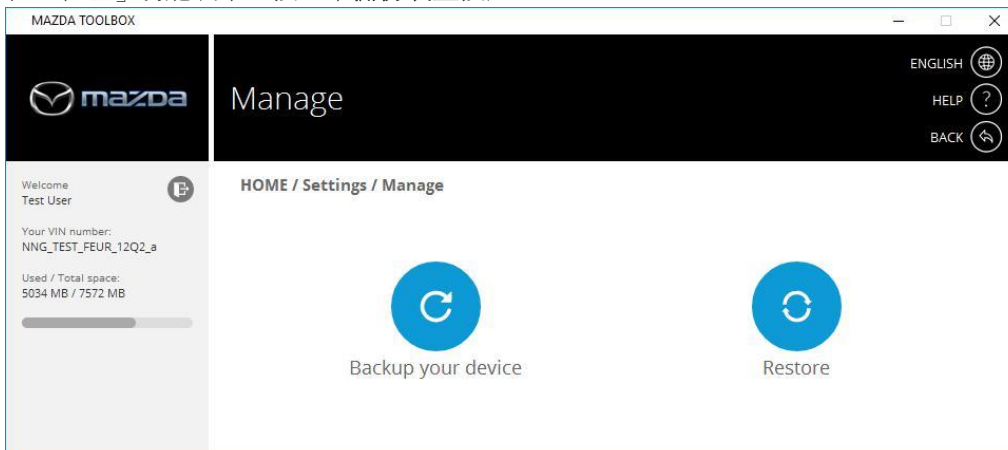 MAZDA TOOLBOX
mazda
Manage
ENGLISH
HELP
?
BACK
Welcome
Test User
Your VIN number:
NNG_TEST_FEUR_12Q2_a
Used / Total space:
5034 MB / 7572 MB
HOME / Settings / Manage
Backup your device
Restore